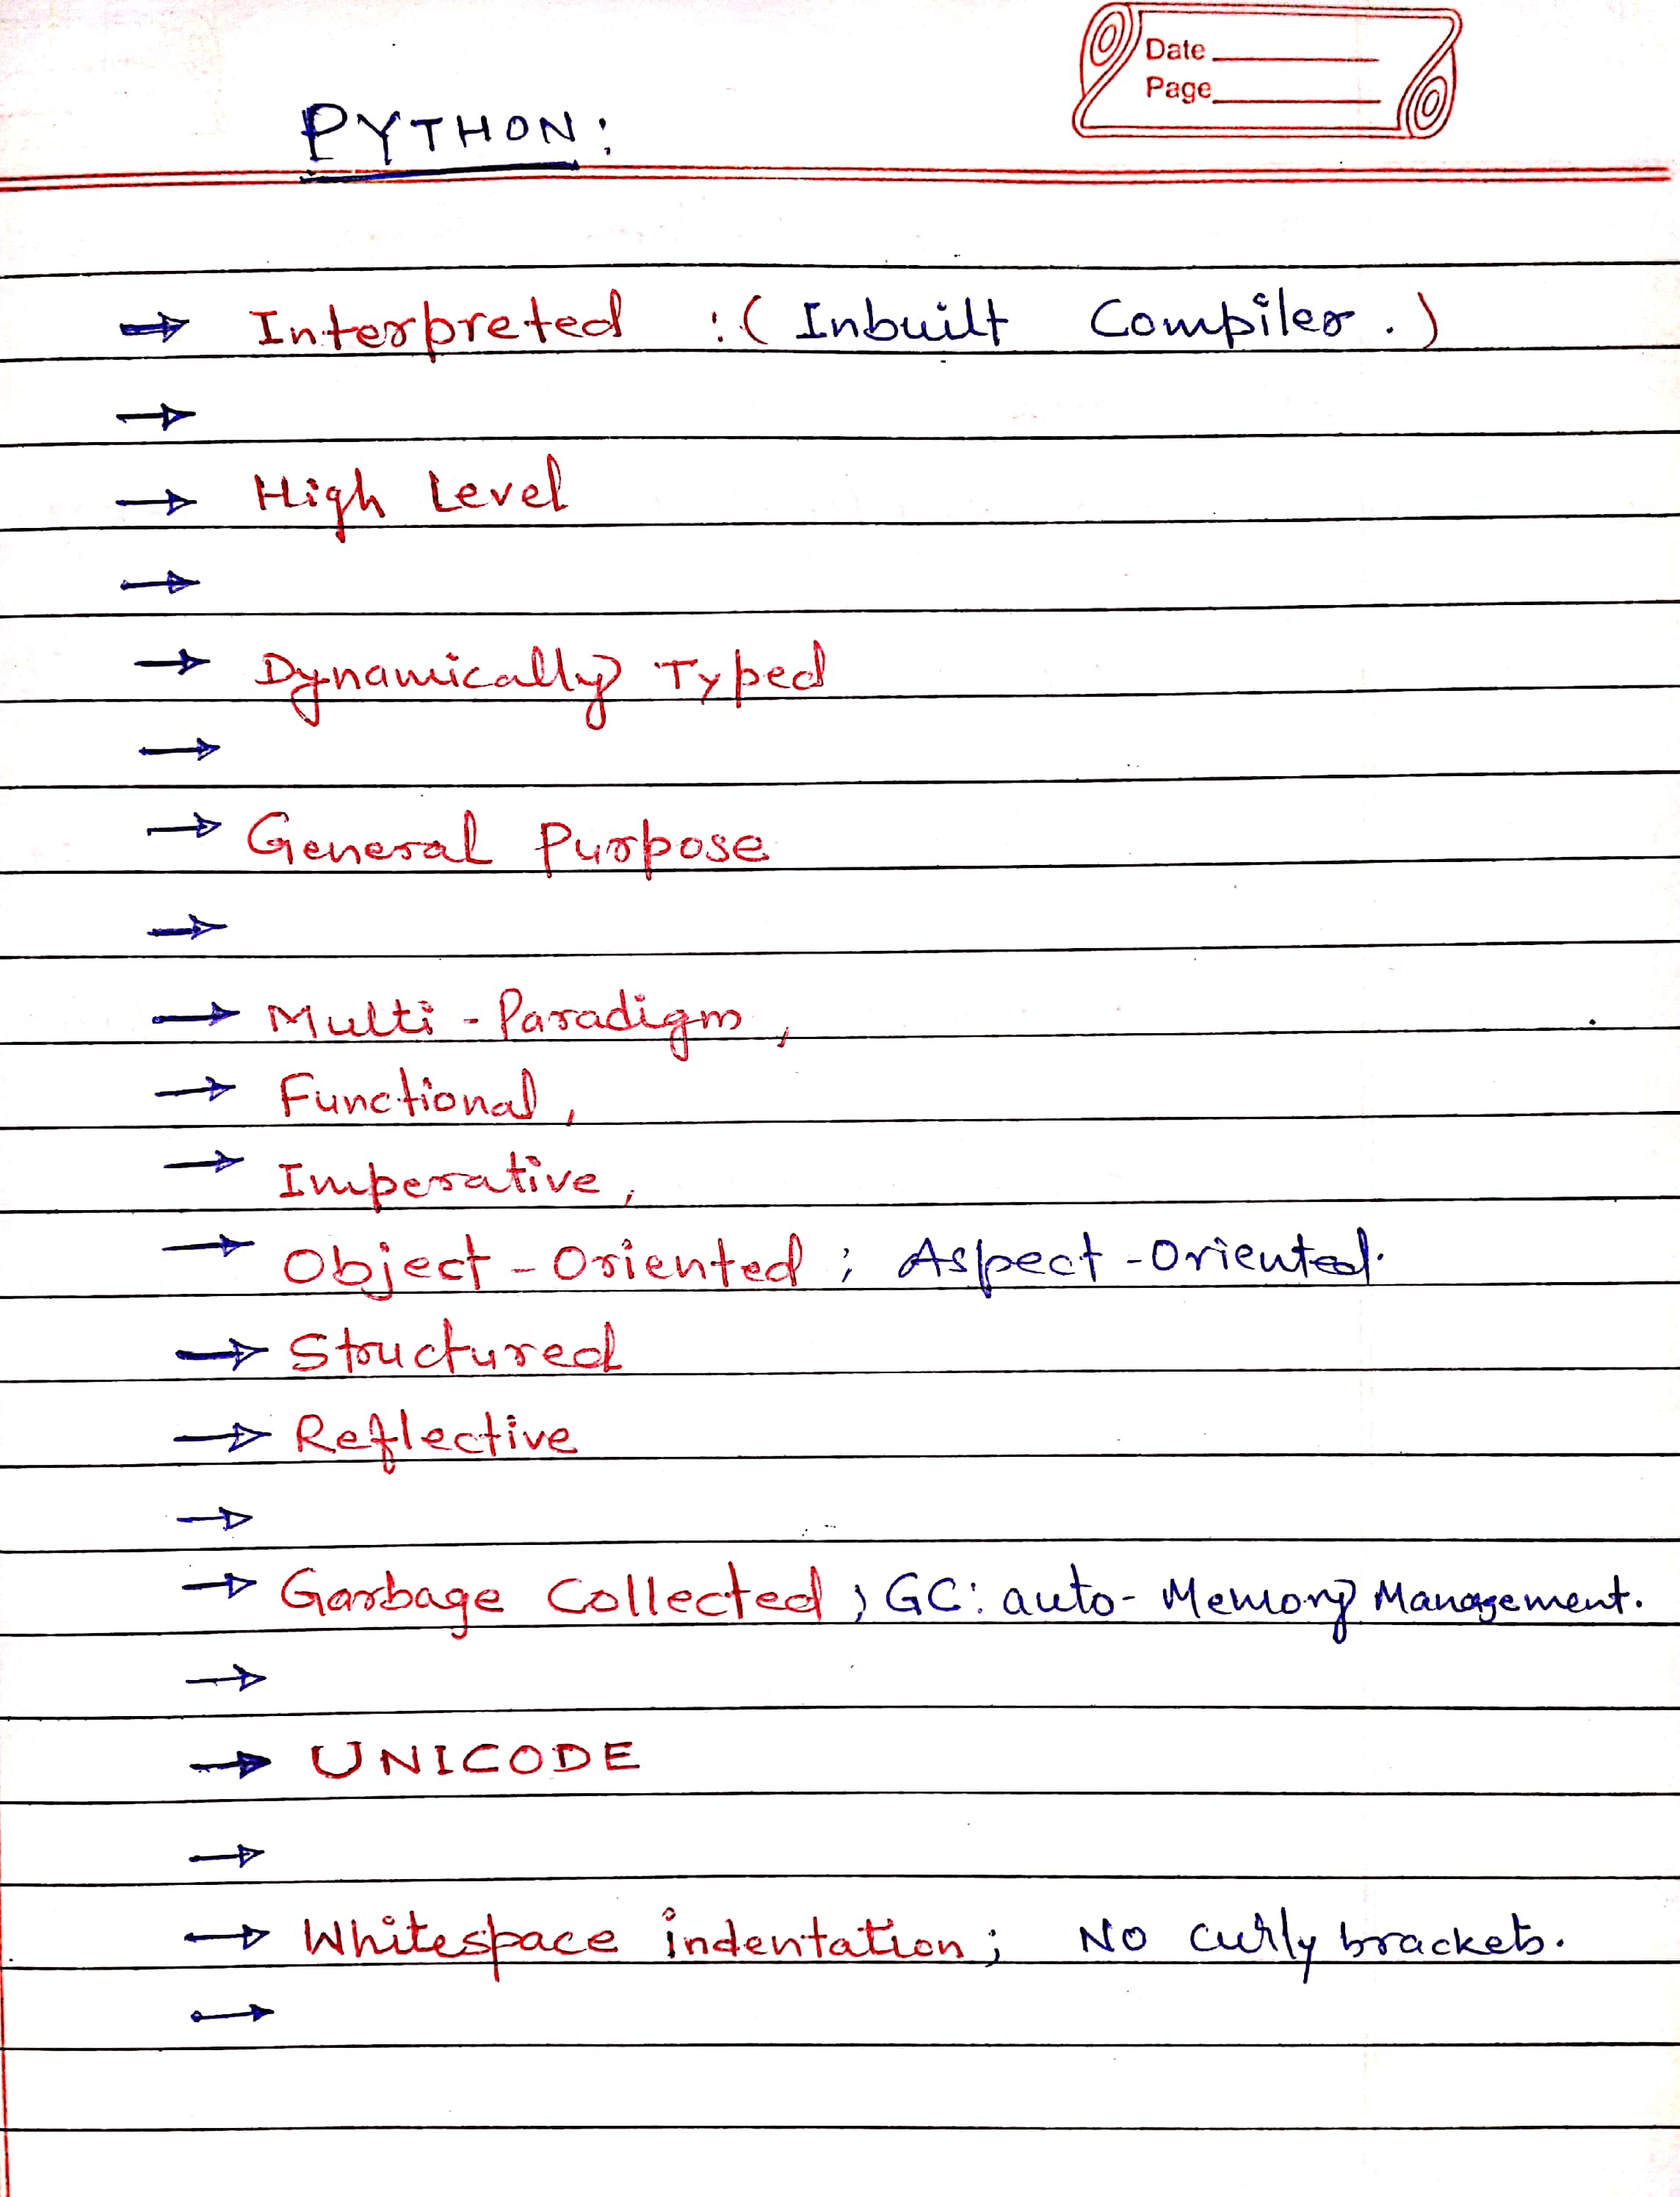 Date
Page
PYTHON:
→ Interpreted :( Inbuilt Compiler.)
→
→ High Level
→
→ Dynamically Typed
→
→ General Purpose
→
→ Multi-Paradigm,
→ Functional,
→ Imperative,
→ Object-Oriented; Aspect-Oriented.
→ Structured
→ Reflective
→
→ Garbage Collected; GC: auto-Memory Management.
→
→ UNICODE
→
→ Whitespace indentation; No curly brackets.
→